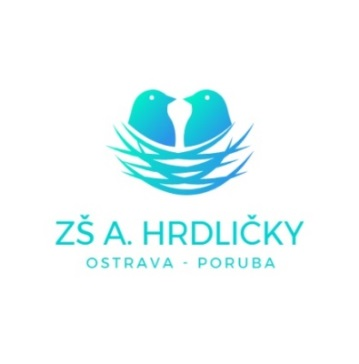 ZŠ A. HRDLIČKY
OSTRAVA - PORUBA